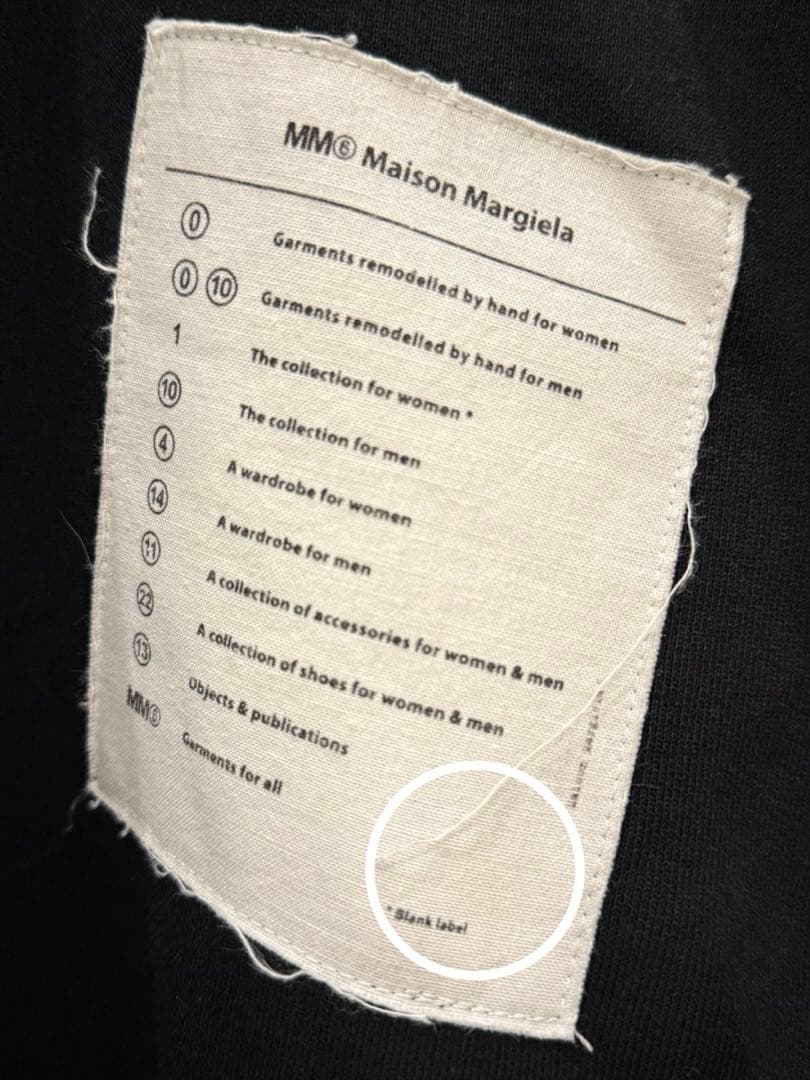 MM⑥ Maison Margiela
⓪ Garments remodelled by hand for women
⓪ ⑩ Garments remodelled by hand for men
1 The collection for women *
⑩ The collection for men
④ A wardrobe for women
⑭ A wardrobe for men
⑪ A collection of accessories for women & men
㉒ A collection of shoes for women & men
⑬ Objects & publications
MM⑥ Garments for all
* Blank label